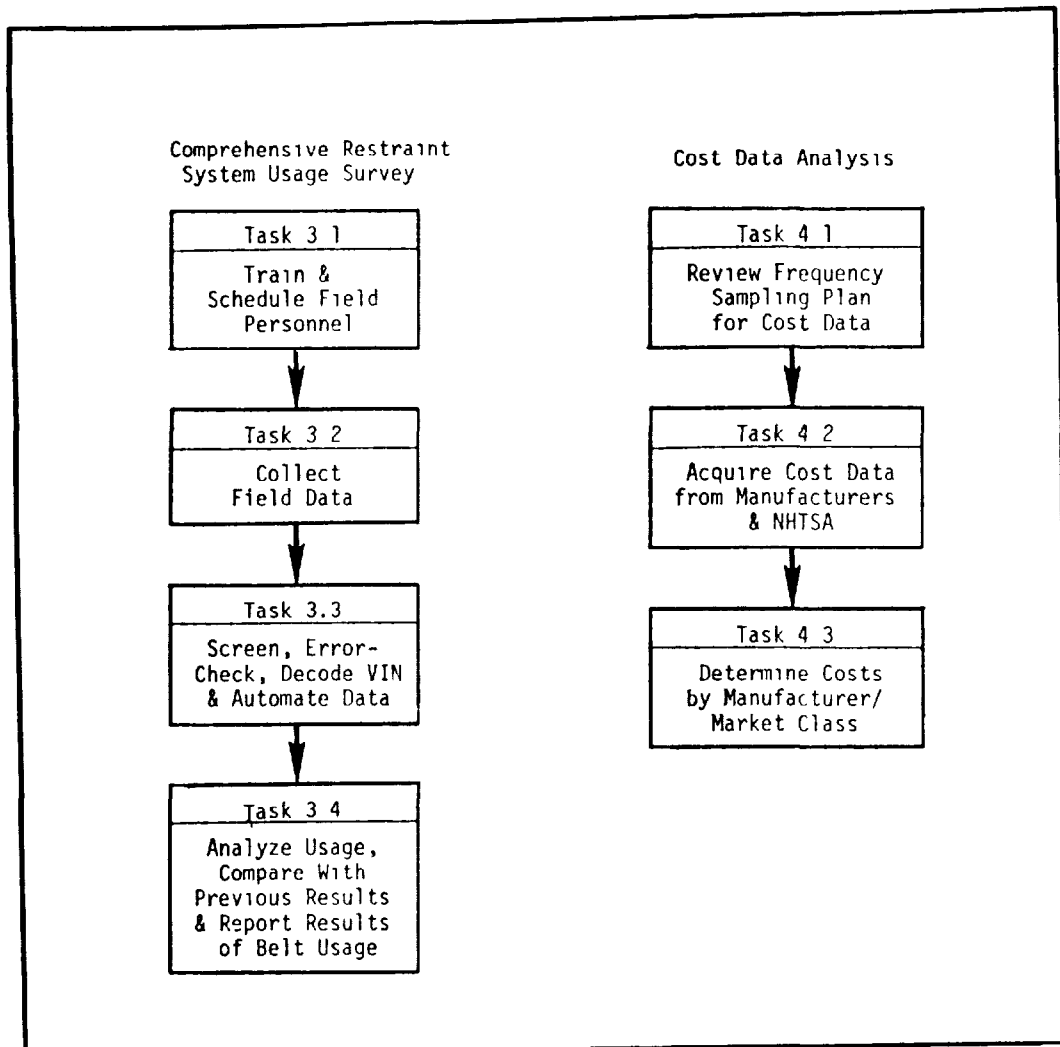 Comprehensive Restraint
System Usage Survey
Task 3 1
Train &
Schedule Field
Personnel
Task 3 2
Collect
Field Data
Task 3.3
Screen, Error-
Check, Decode VIN
& Automate Data
Task 3 4
Analyze Usage,
Compare With
Previous Results
& Report Results
of Belt Usage
Cost Data Analysis
Task 4 1
Review Frequency
Sampling Plan
for Cost Data
Task 4 2
Acquire Cost Data
from Manufacturers
& NHTSA
Task 4 3
Determine Costs
by Manufacturer/
Market Class